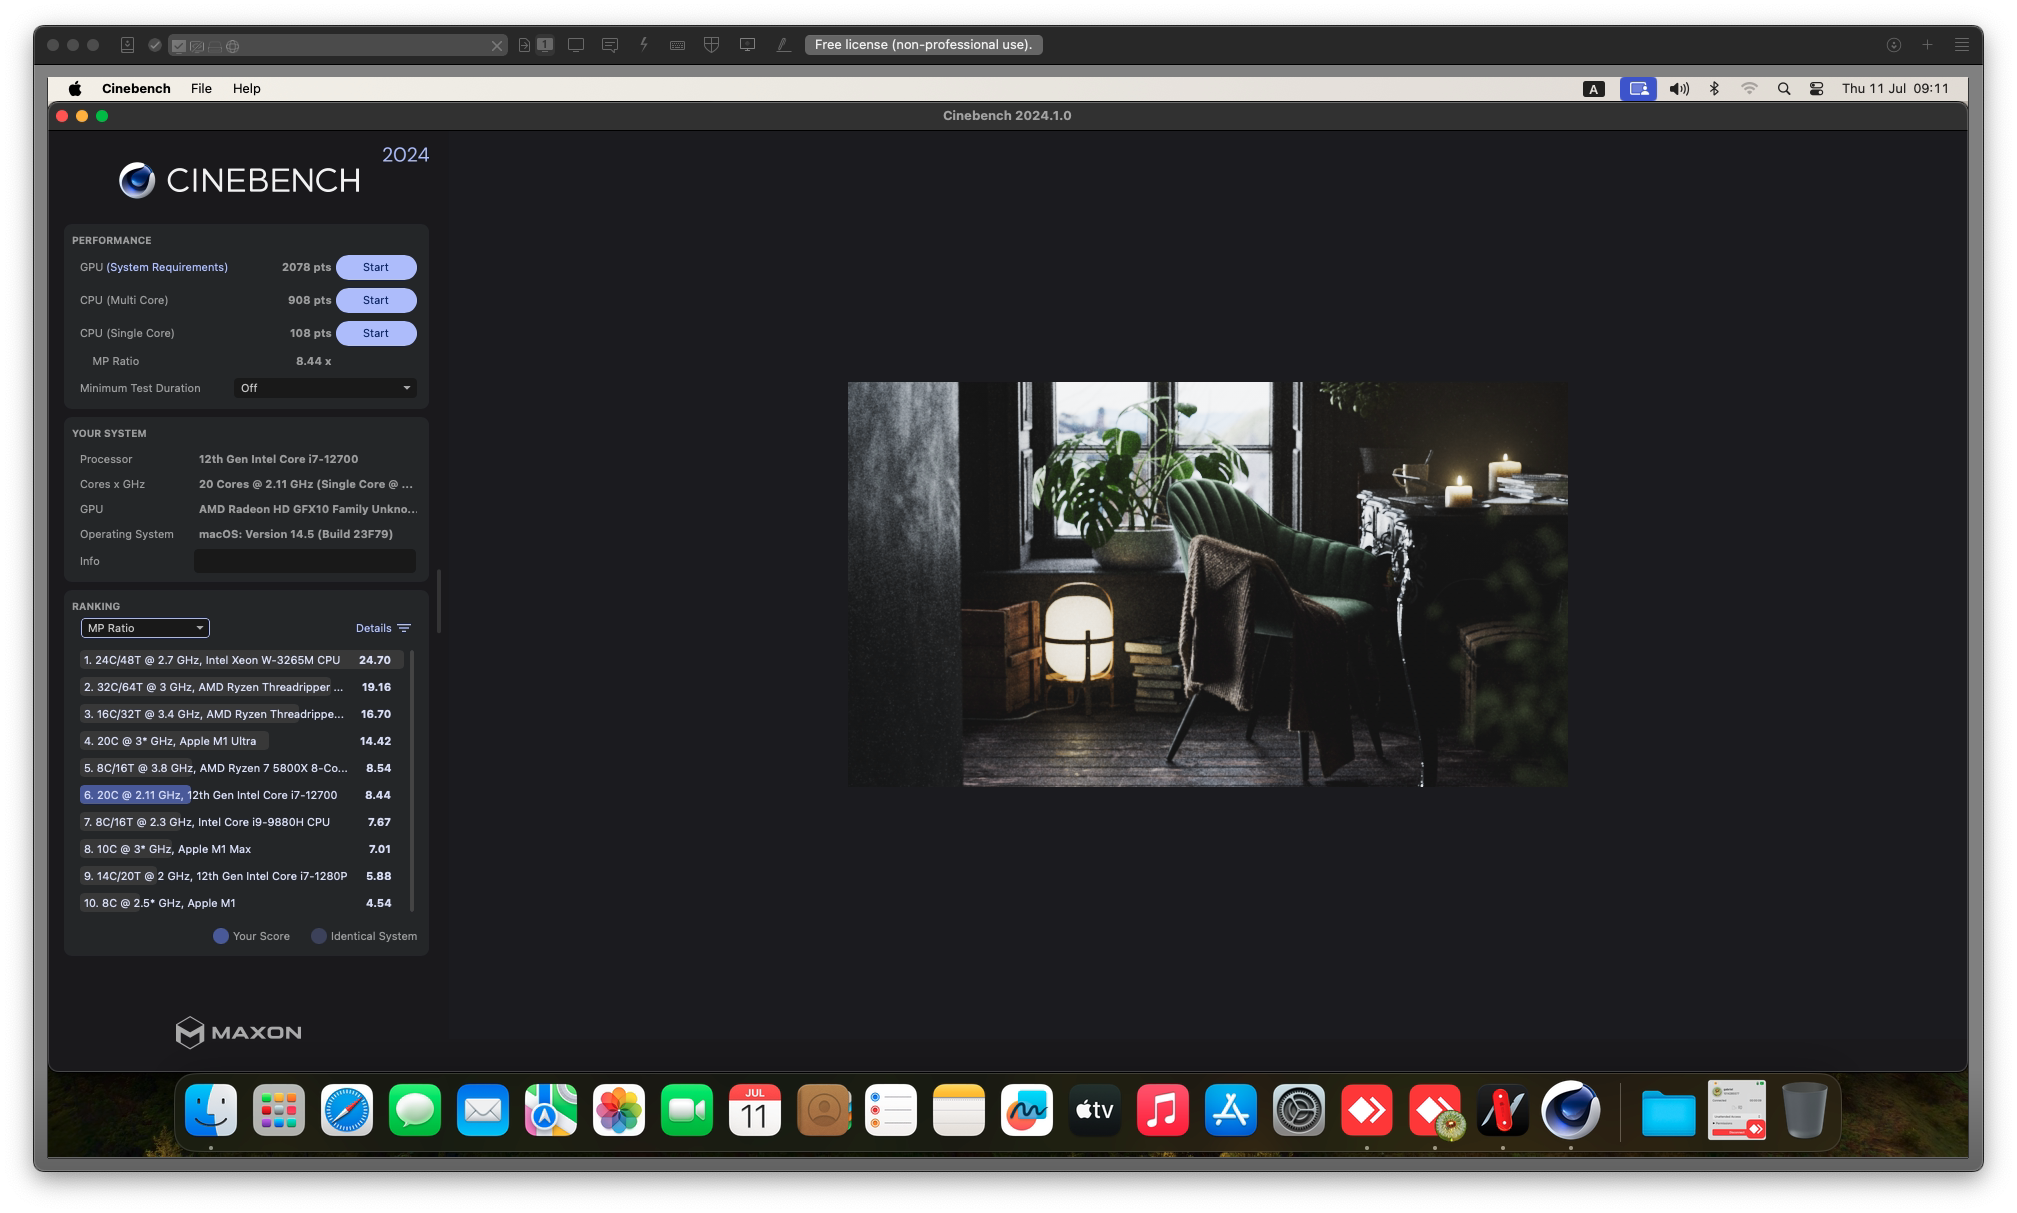 1
Free license (non-professional use).
Cinebench File Help
A
Thu 11 Jul 09:11
Cinebench 2024.1.0
2024
CINEBENCH
PERFORMANCE
GPU (System Requirements) 2078 pts Start
CPU (Multi Core) 908 pts Start
CPU (Single Core) 108 pts Start
MP Ratio 8.44 x
Minimum Test Duration Off
YOUR SYSTEM
Processor 12th Gen Intel Core i7-12700
Cores x GHz 20 Cores @ 2.11 GHz (Single Core @ ...
GPU AMD Radeon HD GFX10 Family Unkno...
Operating System macOS: Version 14.5 (Build 23F79)
Info
RANKING
MP Ratio Details
1. 24C/48T @ 2.7 GHz, Intel Xeon W-3265M CPU 24.70
2. 32C/64T @ 3 GHz, AMD Ryzen Threadripper ... 19.16
3. 16C/32T @ 3.4 GHz, AMD Ryzen Threadrippe... 16.70
4. 20C @ 3* GHz, Apple M1 Ultra 14.42
5. 8C/16T @ 3.8 GHz, AMD Ryzen 7 5800X 8-Co... 8.54
6. 20C @ 2.11 GHz, 12th Gen Intel Core i7-12700 8.44
7. 8C/16T @ 2.3 GHz, Intel Core i9-9880H CPU 7.67
8. 10C @ 3* GHz, Apple M1 Max 7.01
9. 14C/20T @ 2 GHz, 12th Gen Intel Core i7-1280P 5.88
10. 8C @ 2.5* GHz, Apple M1 4.54
Your Score Identical System
MAXON
JUL
11
tv